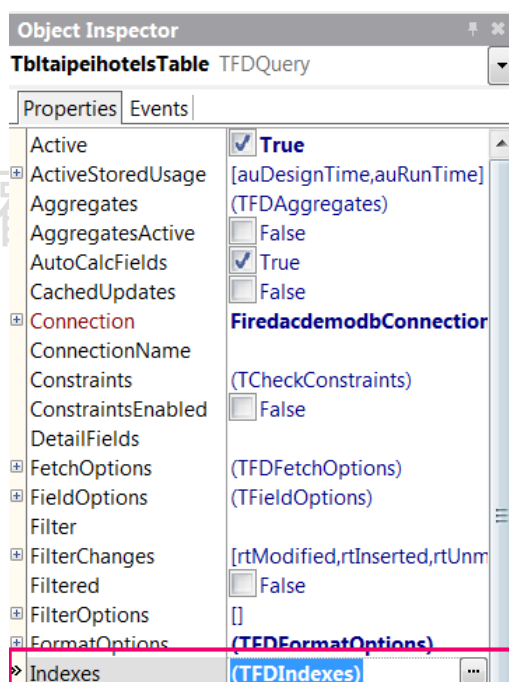 Object Inspector
TbltaipeihotelsTable TFDQuery
Properties Events
Active True
ActiveStoredUsage [auDesignTime,auRunTime]
Aggregates (TFDAggregates)
AggregatesActive False
AutoCalcFields True
CachedUpdates False
Connection FiredacdemodbConnection
ConnectionName
Constraints (TCheckConstraints)
ConstraintsEnabled False
DetailFields
FetchOptions (TFDFetchOptions)
FieldOptions (TFieldOptions)
Filter
FilterChanges [rtModified,rtInserted,rtUnm
Filtered False
FilterOptions []
FormatOptions (TFDFormatOptions)
Indexes (TFDIndexes)